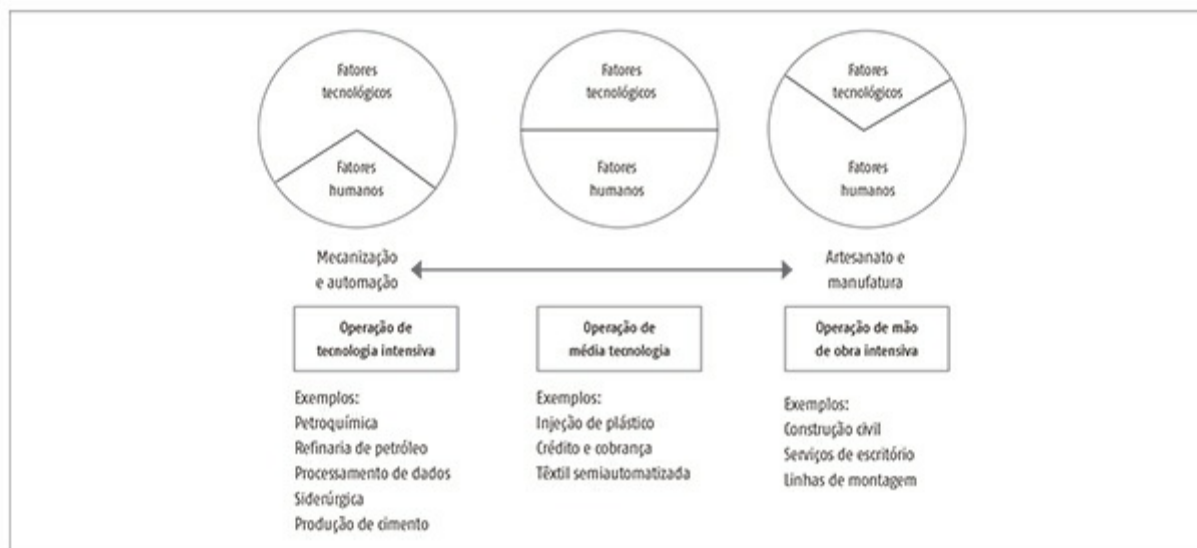 Fatores
tecnológicos
Fatores
humanos
Fatores
tecnológicos
Fatores
humanos
Fatores
tecnológicos
Fatores
humanos
Mecanização
e automação
Artesanato e
manufatura
Operação de
tecnologia intensiva
Exemplos:
Petroquímica
Refinaria de petróleo
Processamento de dados
Siderúrgica
Produção de cimento
Operação de
média tecnologia
Exemplos:
Injeção de plástico
Crédito e cobrança
Têxtil semiautomatizada
Operação de mão
de obra intensiva
Exemplos:
Construção civil
Serviços de escritório
Linhas de montagem